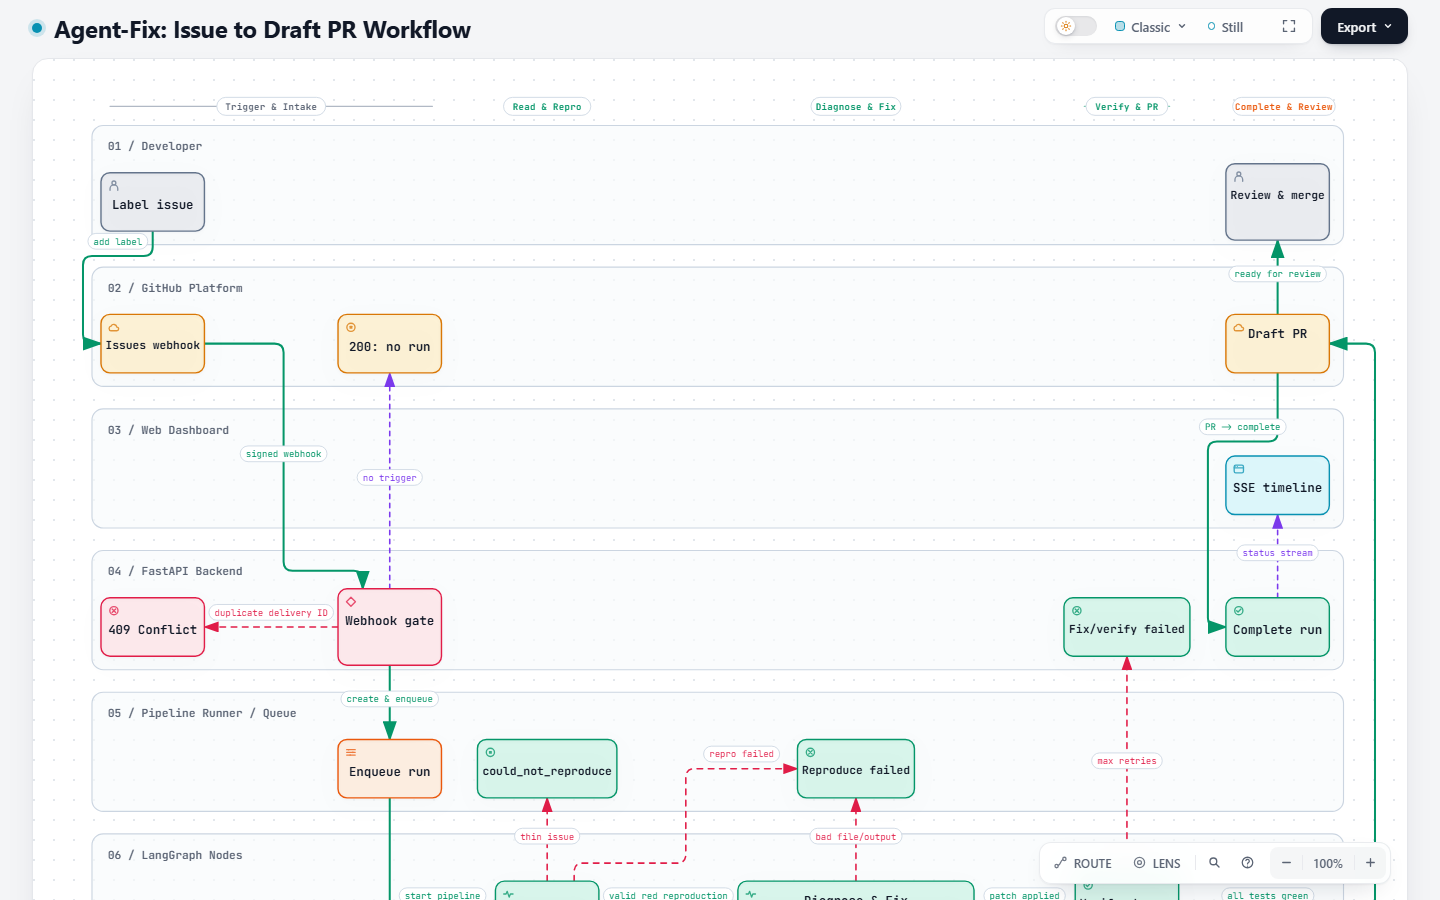 Agent-Fix: Issue to Draft PR Workflow
Classic
Still
Export
Trigger & Intake
Read & Repro
Diagnose & Fix
Verify & PR
Complete & Review
01 / Developer
Label issue
Review & merge
add label
ready for review
02 / GitHub Platform
Issues webhook
200: no run
Draft PR
03 / Web Dashboard
PR → complete
signed webhook
no trigger
SSE timeline
status stream
04 / FastAPI Backend
409 Conflict
duplicate delivery ID
Webhook gate
Fix/verify failed
Complete run
create & enqueue
05 / Pipeline Runner / Queue
Enqueue run
could_not_reproduce
repro failed
Reproduce failed
max retries
thin issue
bad file/output
06 / LangGraph Nodes
ROUTE
LENS
100%
start pipeline
valid red reproduction
Diagnose & Fix
patch applied
all tests green